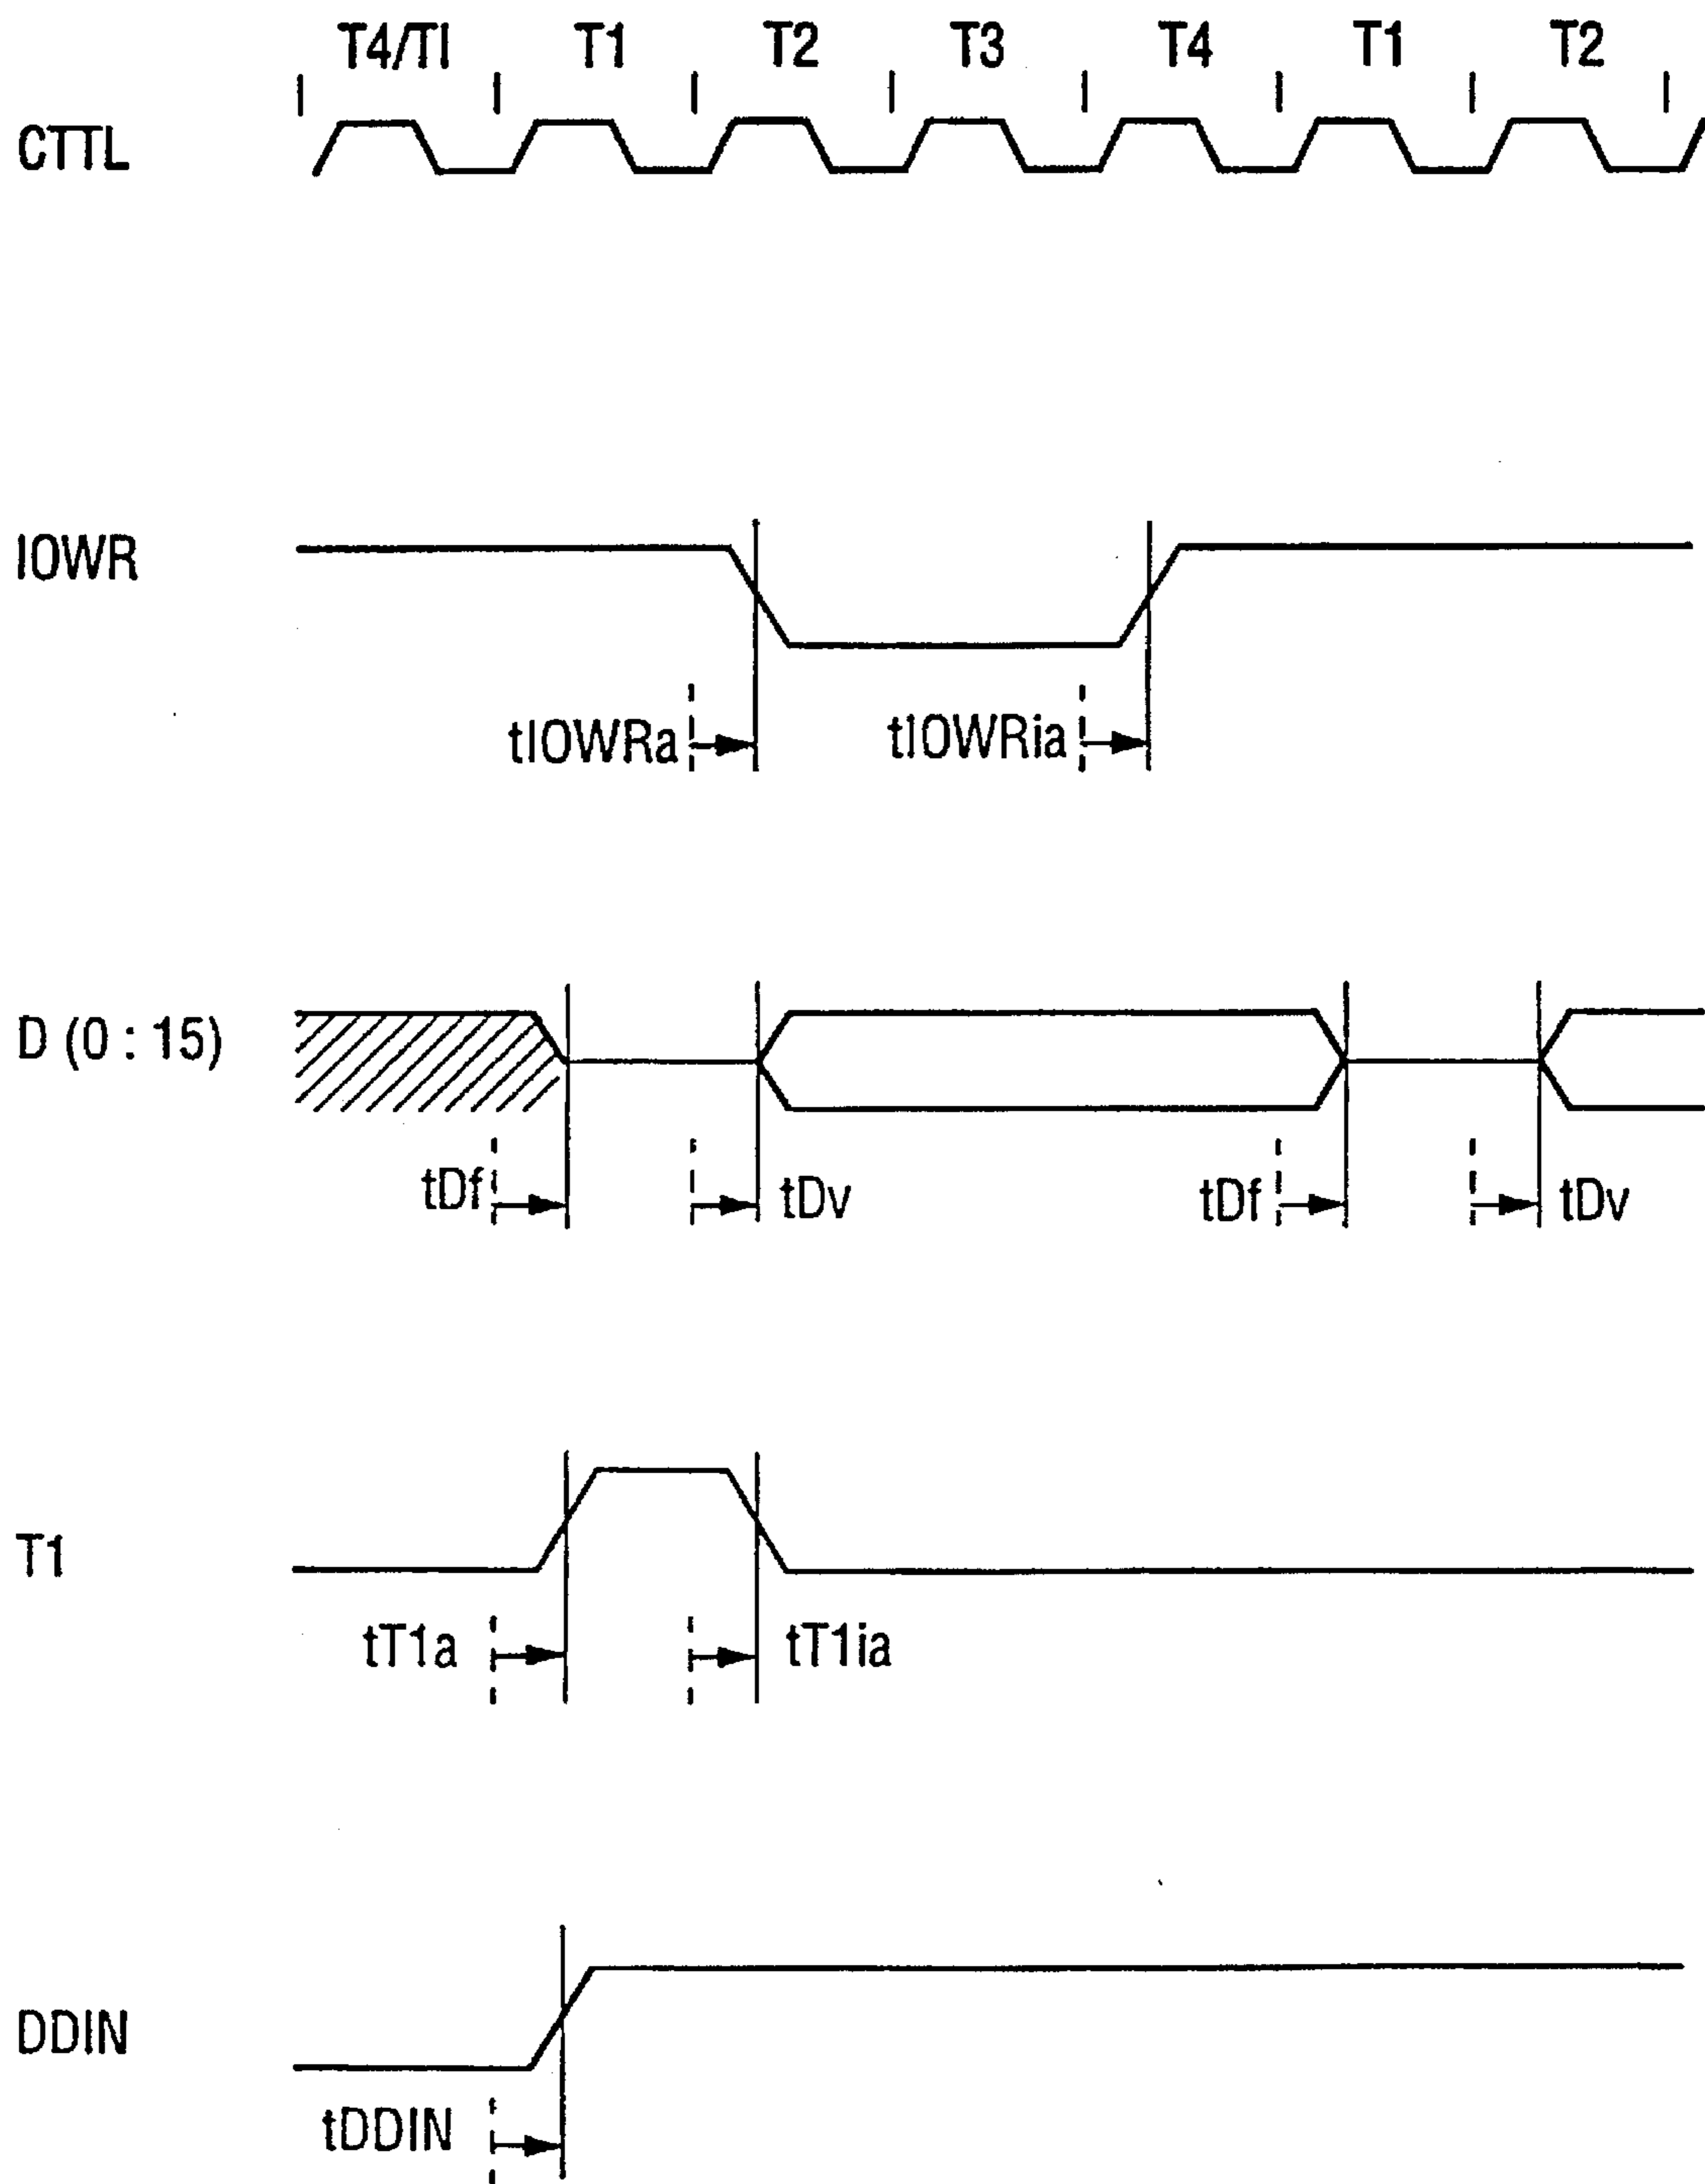 T4/TI T1 T2 T3 T4 T1 T2
CTTL
IOWR
tIOWRa tIOWRia
D (0 : 15)
tDf tDv tDf tDv
T1
tT1a tT1ia
DDIN
tDDIN